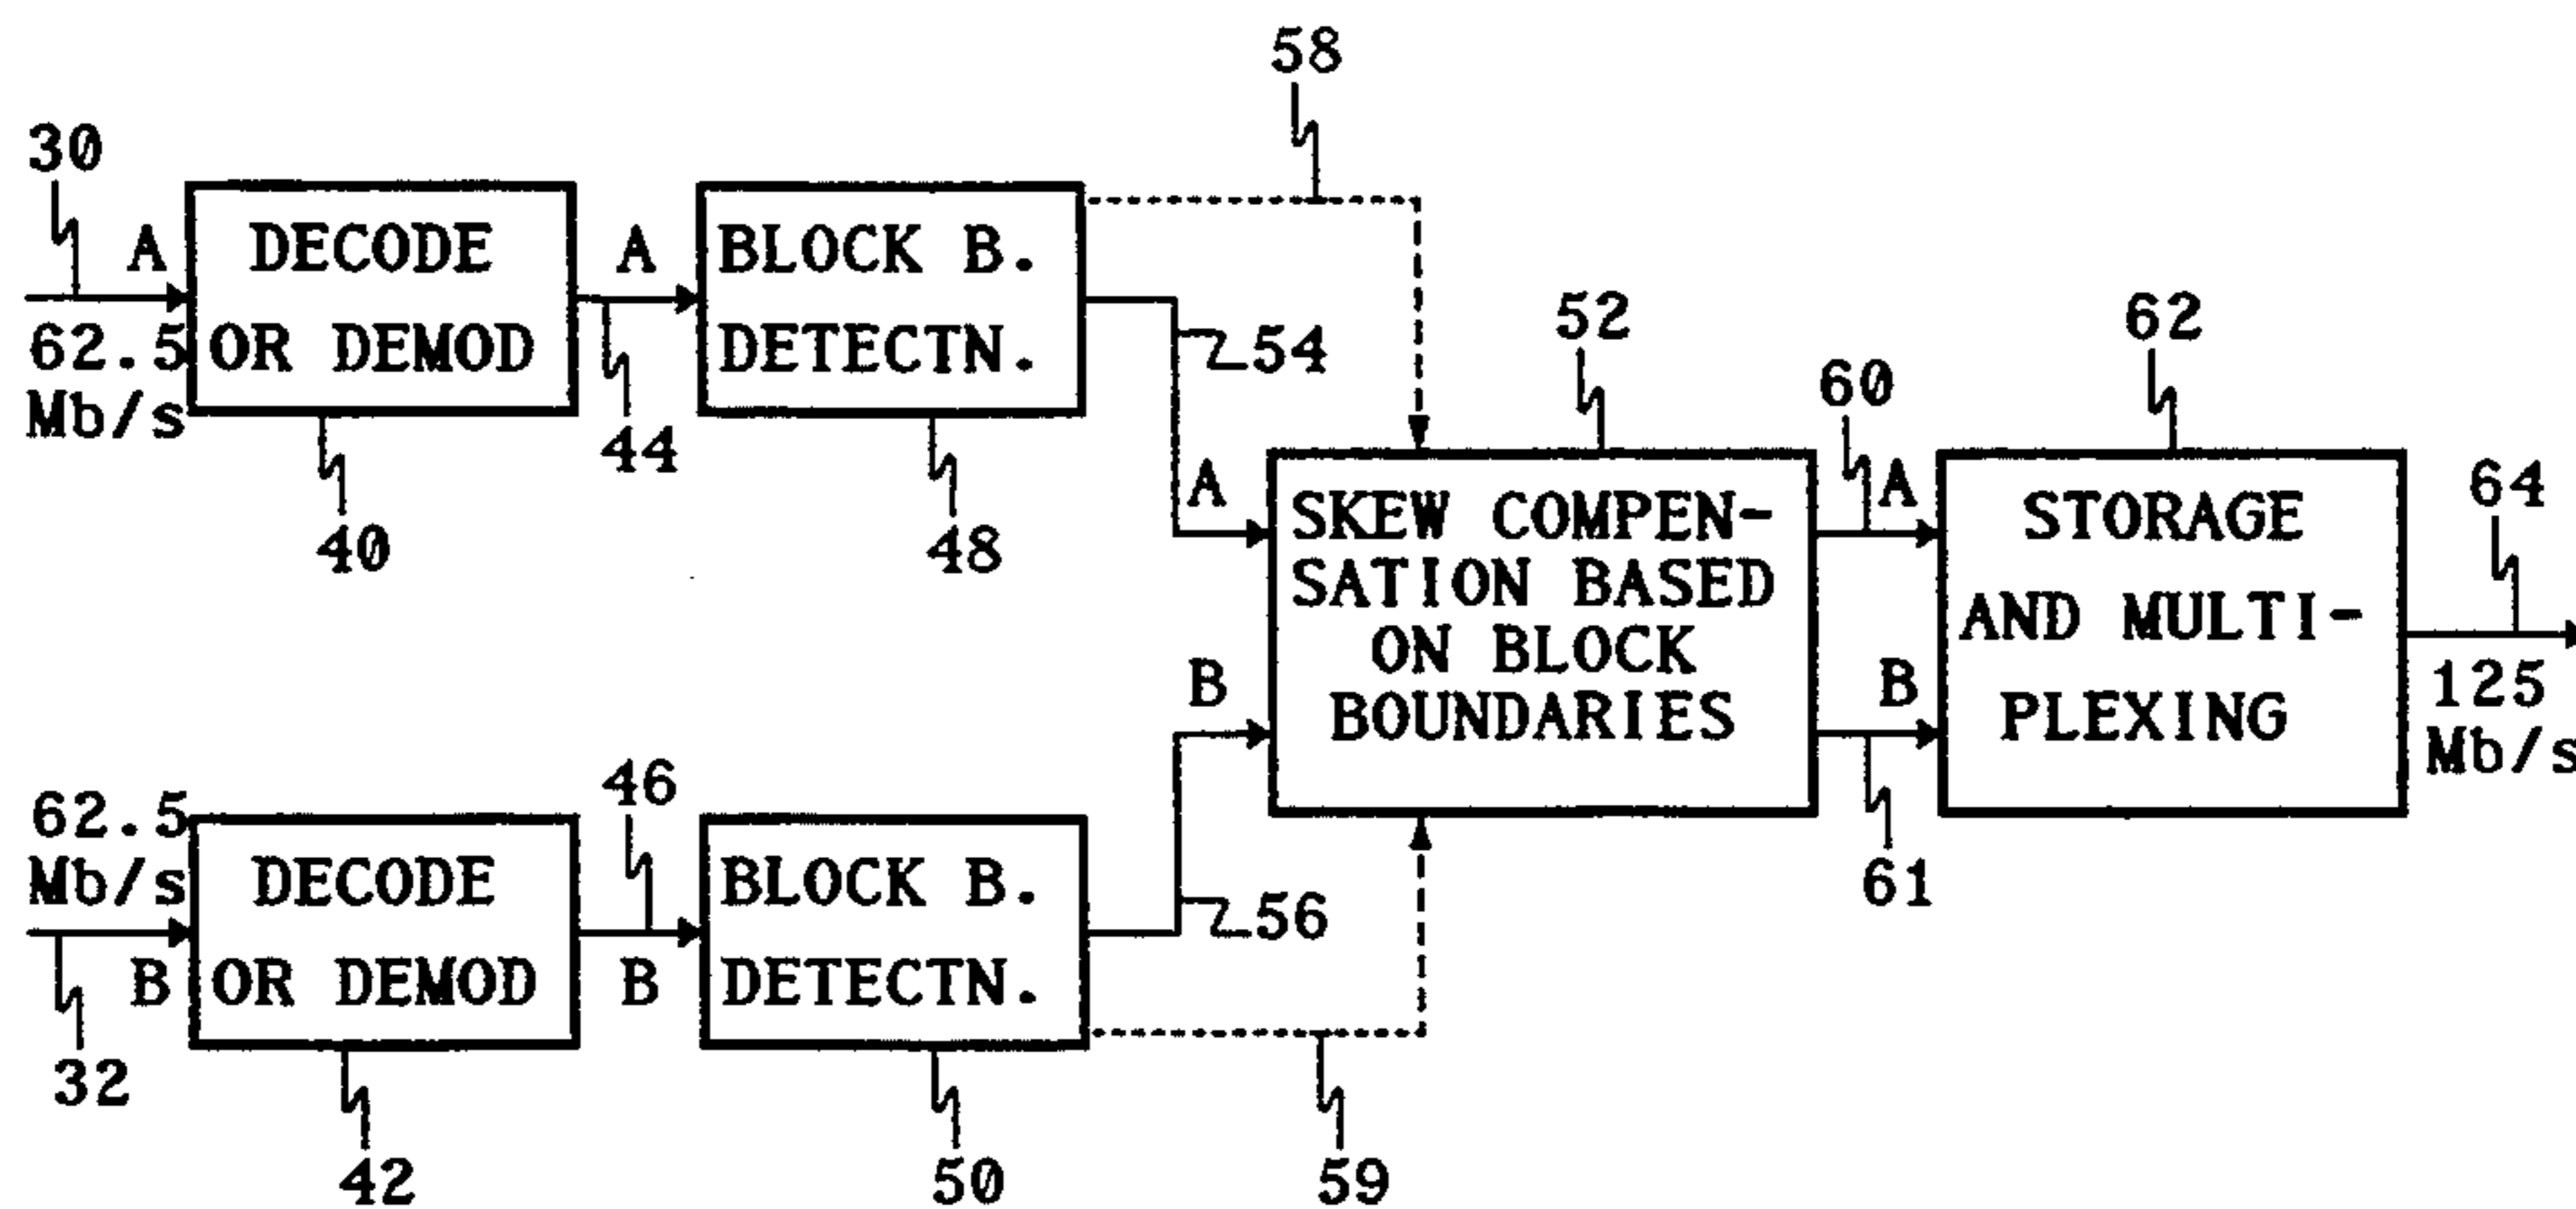 58
30
A
DECODE
OR DEMOD
62.5
Mb/s
40
A
44
BLOCK B.
DETECTN.
48
54
A
52
SKEW COMPEN-
SATION BASED
ON BLOCK
BOUNDARIES
60
A
62
STORAGE
AND MULTI-
PLEXING
64
125
Mb/s
B
B
61
62.5
Mb/s
B
32
DECODE
OR DEMOD
42
46
B
BLOCK B.
DETECTN.
50
56
59